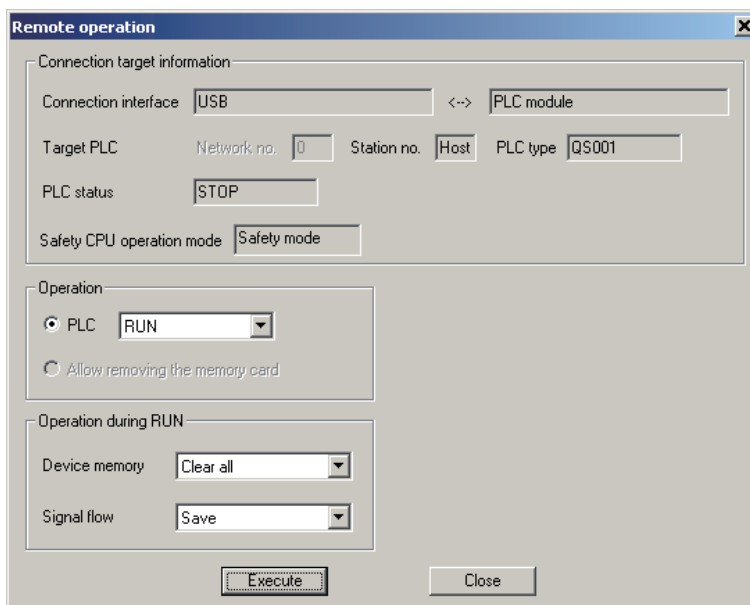 Remote operation
Connection target information
Connection interface USB <--> PLC module
Target PLC Network no. 0 Station no. Host PLC type QS001
PLC status STOP
Safety CPU operation mode Safety mode
Operation
PLC RUN
Allow removing the memory card
Operation during RUN
Device memory Clear all
Signal flow Save
Execute Close